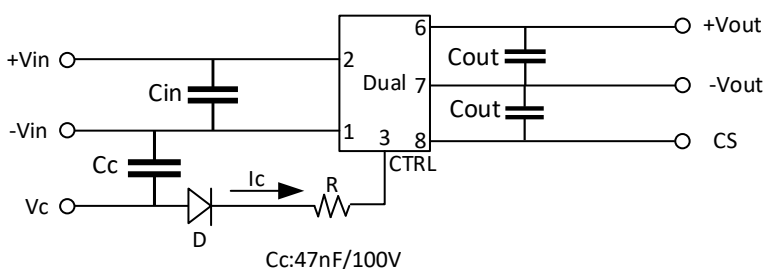 6 +Vout
+Vin 2 Cout
Cin Dual 7 -Vout
Cout
-Vin 1 3 8 CS
Cc CTRL
Ic R
Vc
D
Cc:47nF/100V